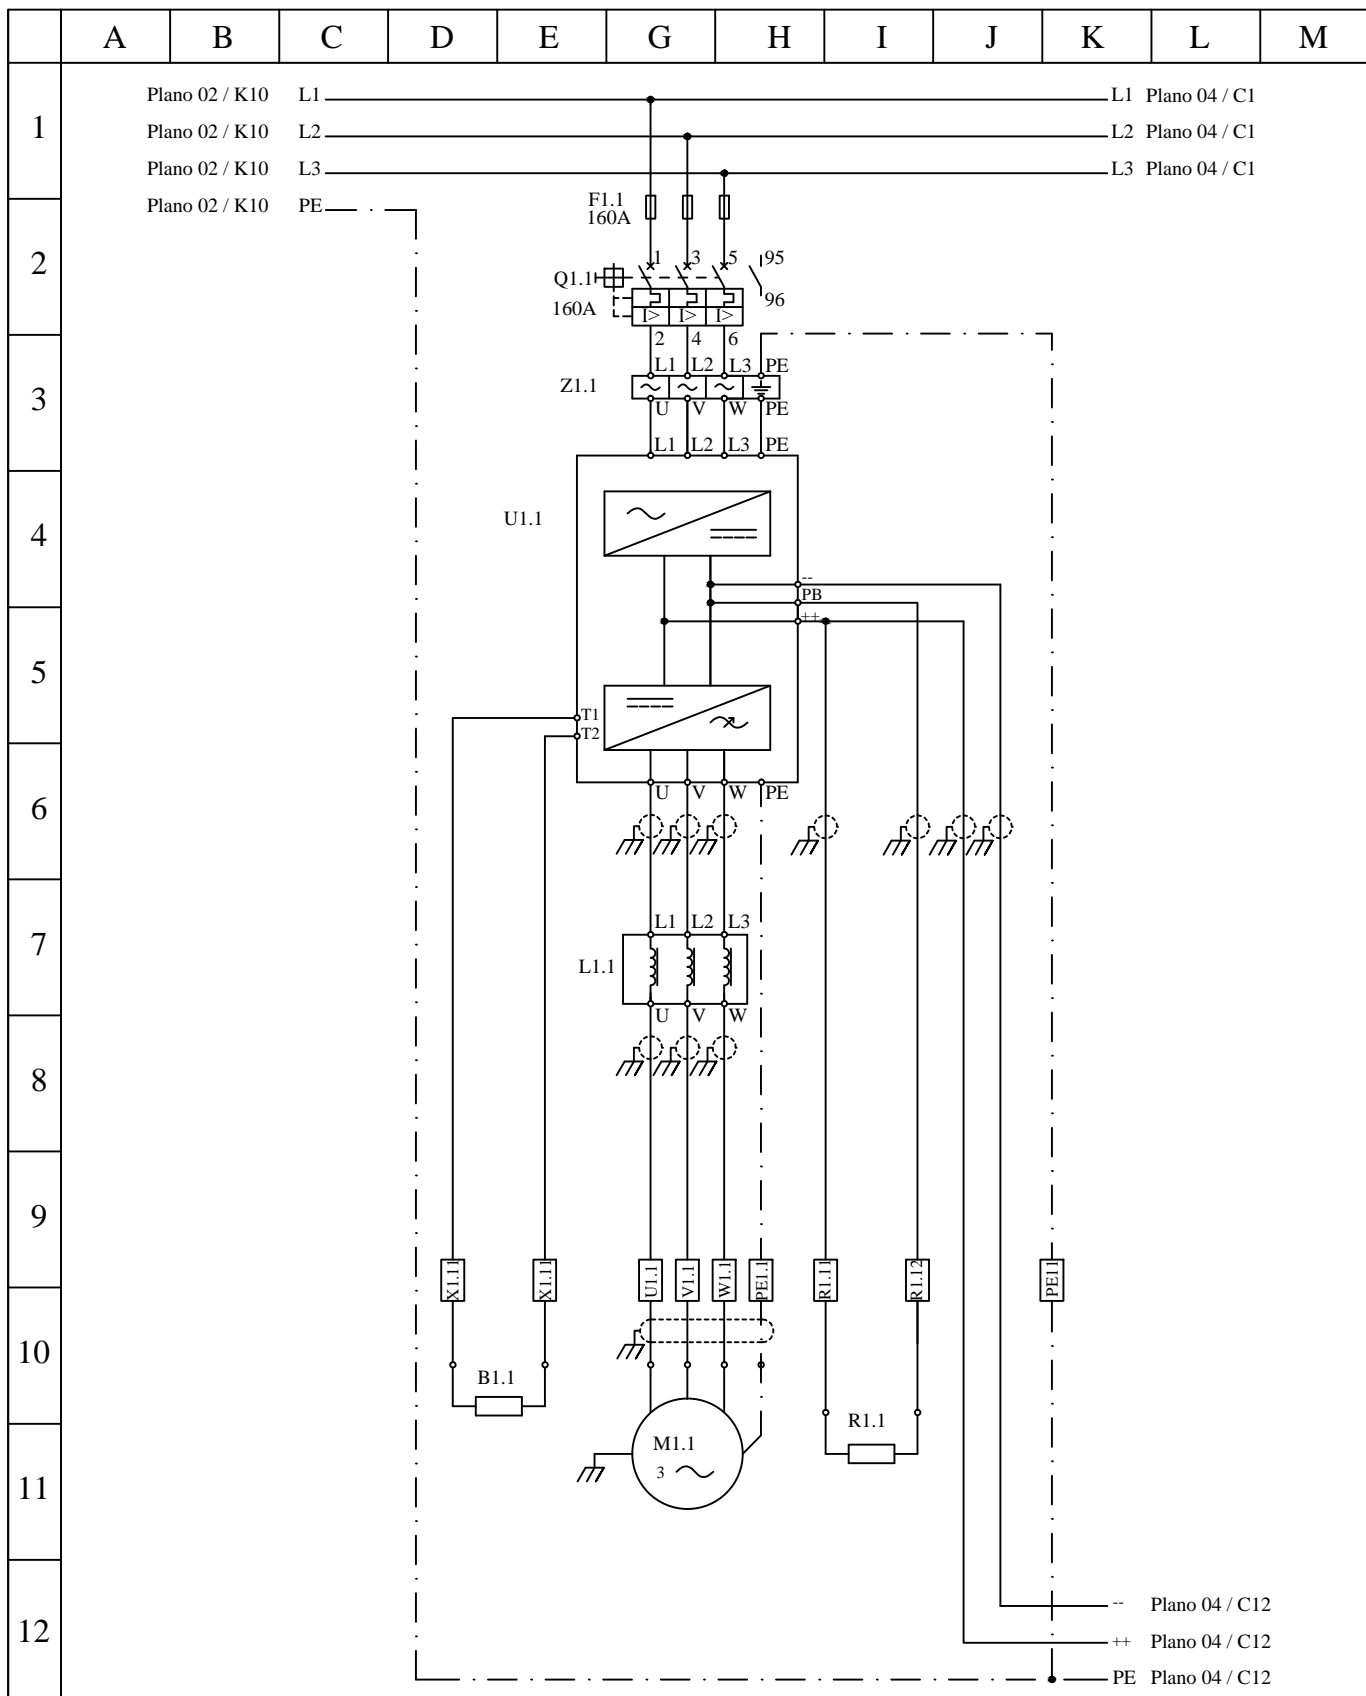 A B C D E G H I J K L M
1
Plano 02 / K10 L1 L1 Plano 04 / C1
Plano 02 / K10 L2 L2 Plano 04 / C1
Plano 02 / K10 L3 L3 Plano 04 / C1
Plano 02 / K10 PE
F1.1
160A
2
1 3 5 95
Q1.1
96
160A
I> I> I>
2 4 6
L1 L2 L3 PE
3
Z1.1
U V W PE
L1 L2 L3 PE
4
U1.1
--
PB
++
5
T1
T2
6
U V W PE
7
L1 L2 L3
L1.1
U V W
8
9
X1.11 X1.11 U1.1 V1.1 W1.1 PE1.1 R1.11 R1.12 PE11
10
B1.1
R1.1
M1.1
3
11
12
-- Plano 04 / C12
++ Plano 04 / C12
PE Plano 04 / C12